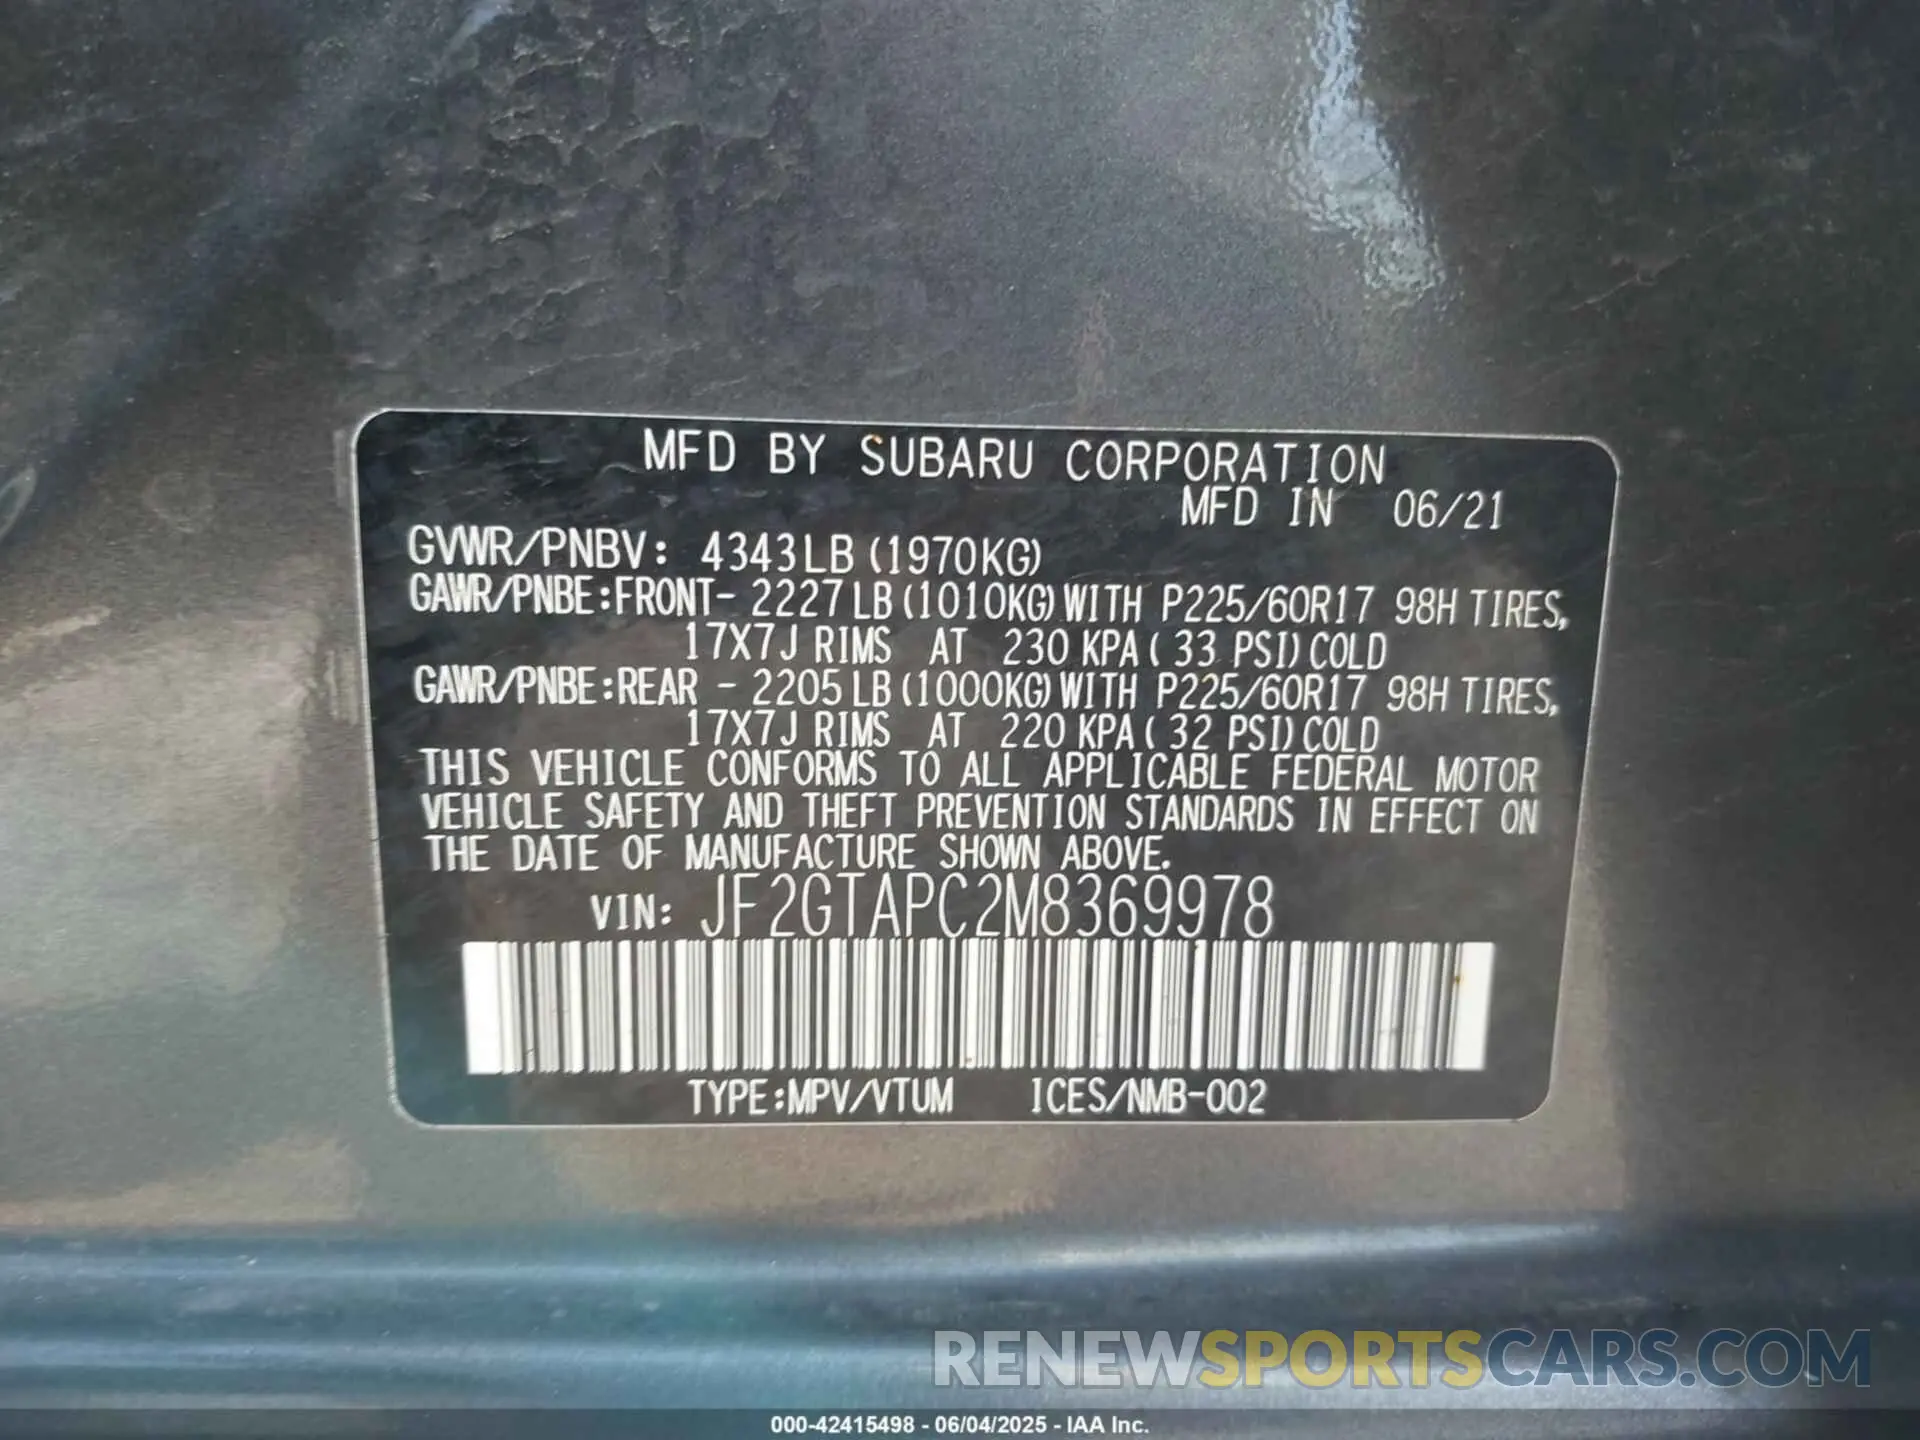 MFD BY SUBARU CORPORATION
MFD IN 06/21
GVWR/PNBV: 4343LB (1970KG)
GAWR/PNBE:FRONT- 2227LB (1010KG) WITH P225/60R17 98H TIRES,
17X7J RIMS AT 230 KPA ( 33 PSI) COLD
GAWR/PNBE:REAR - 2205LB (1000KG) WITH P225/60R17 98H TIRES,
17X7J RIMS AT 220 KPA ( 32 PSI) COLD
THIS VEHICLE CONFORMS TO ALL APPLICABLE FEDERAL MOTOR
VEHICLE SAFETY AND THEFT PREVENTION STANDARDS IN EFFECT ON
THE DATE OF MANUFACTURE SHOWN ABOVE.
VIN: JF2GTAPC2M8369978
TYPE:MPV/VTUM ICES/NMB-002
RENEWSPORTSCARS.COM
000-42415498 - 06/04/2025 - IAA Inc.